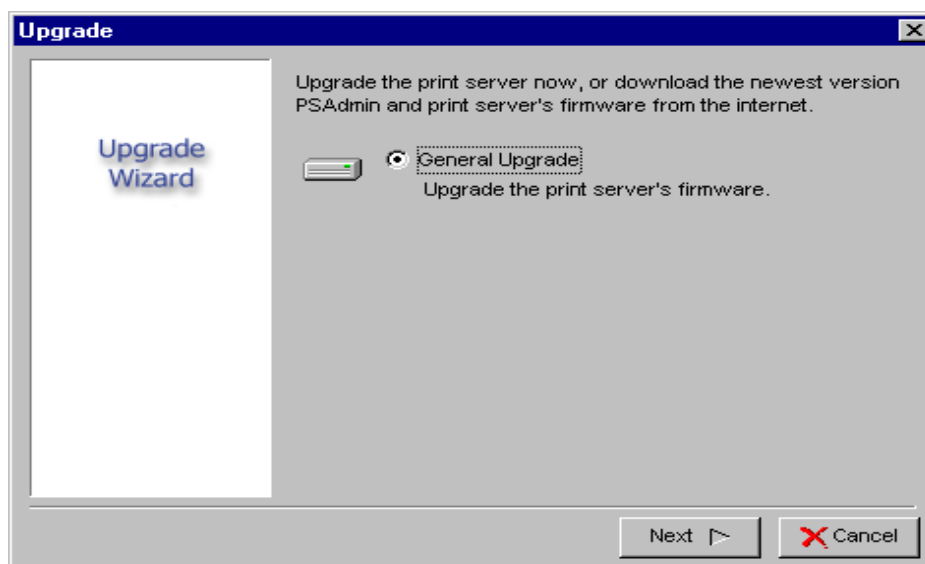 Upgrade
Upgrade
Wizard
Upgrade the print server now, or download the newest version
PSAdmin and print server's firmware from the internet.
General Upgrade
Upgrade the print server's firmware.
Next
Cancel